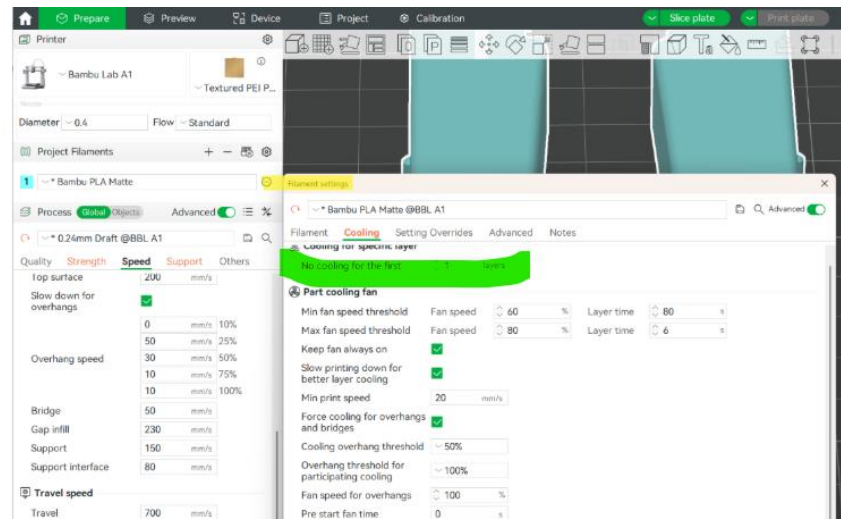 Prepare Preview Device Project Calibration Slice plate Print plate
Printer
Bambu Lab A1
Textured PEI P...
Diameter 0.4 Flow Standard
Project Filaments
1 * Bambu PLA Matte
Process Global Objects Advanced
* 0.24mm Draft @BBL A1
Quality Strength Speed Support Others
Top surface 200 mm/s
Slow down for
overhangs
Overhang speed
0 mm/s 10%
50 mm/s 25%
30 mm/s 50%
10 mm/s 75%
10 mm/s 100%
Bridge 50 mm/s
Gap infill 230 mm/s
Support 150 mm/s
Support interface 80 mm/s
Travel speed
Travel 700 mm/s
Filament settings
* Bambu PLA Matte @BBL A1 Advanced
Filament Cooling Setting Overrides Advanced Notes
Cooling for specific layer
No cooling for the first 1 layers
Part cooling fan
Min fan speed threshold Fan speed 60 % Layer time 80 s
Max fan speed threshold Fan speed 80 % Layer time 6 s
Keep fan always on
Slow printing down for
better layer cooling
Min print speed 20 mm/s
Force cooling for overhangs
and bridges
Cooling overhang threshold 50%
Overhang threshold for
participating cooling
100%
Fan speed for overhangs 100 %
Pre start fan time 0 s